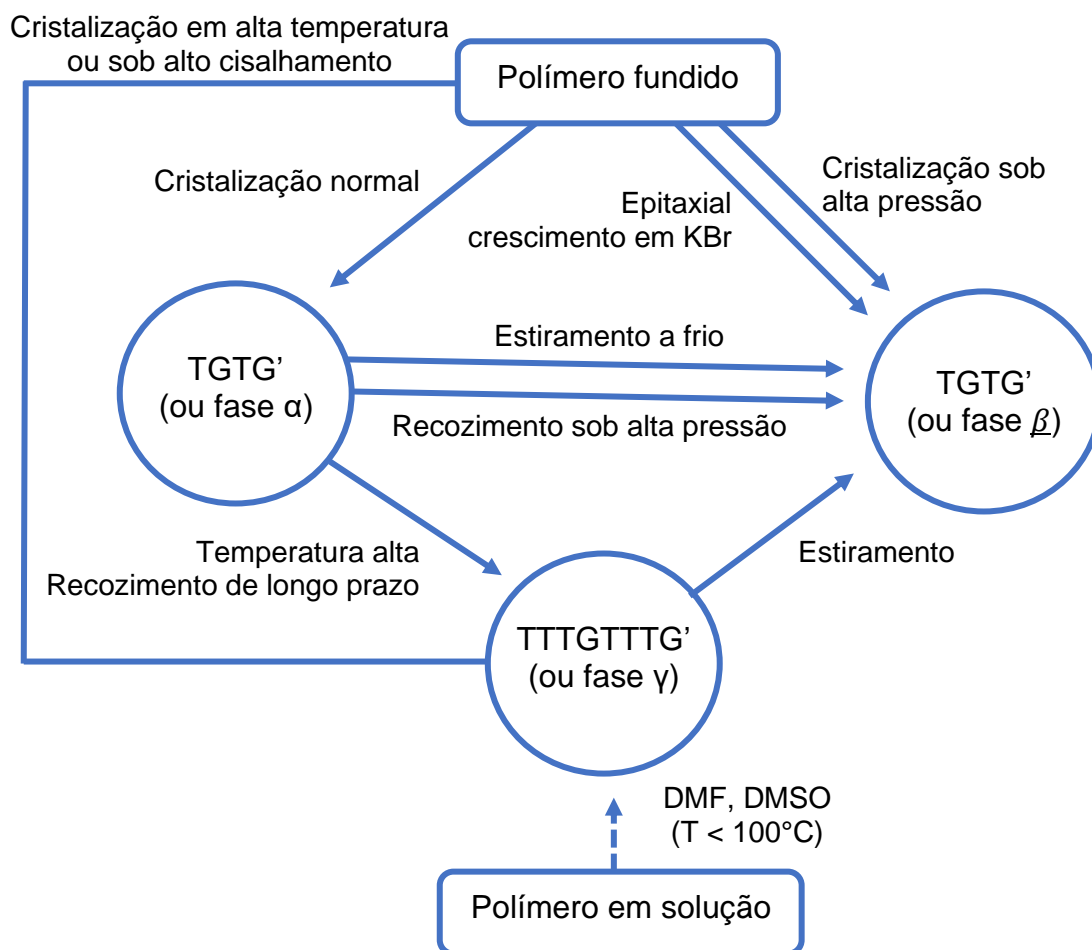 Cristalização em alta temperatura
ou sob alto cisalhamento
Polímero fundido
Cristalização normal
Epitaxial
crescimento em KBr
Cristalização sob
alta pressão
TGTG’
(ou fase α)
Estiramento a frio
Recozimento sob alta pressão
TGTG’
(ou fase β)
Temperatura alta
Recozimento de longo prazo
Estiramento
TTTGTTTG’
(ou fase γ)
DMF, DMSO
(T < 100°C)
Polímero em solução